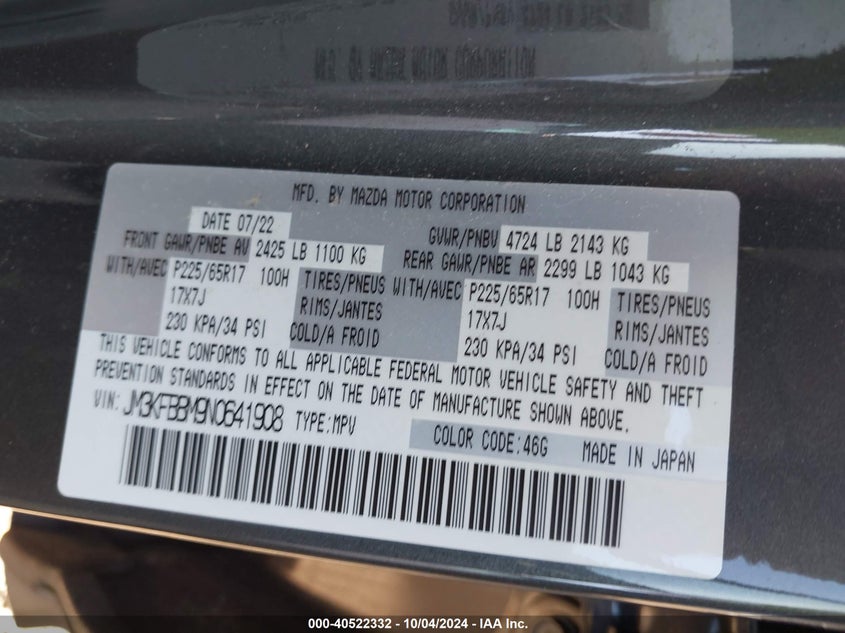 MFD. BY MAZDA MOTOR CORPORATION
DATE 07/22
GVWR/PNBV 4724 LB 2143 KG
FRONT GAWR/PNBE AV 2425 LB 1100 KG
REAR GAWR/PNBE AR 2299 LB 1043 KG
WITH/AVEC P225/65R17 100H TIRES/PNEUS WITH/AVEC P225/65R17 100H TIRES/PNEUS
17X7J RIMS/JANTES 17X7J RIMS/JANTES
230 KPA/34 PSI COLD/A FROID 230 KPA/34 PSI COLD/A FROID
THIS VEHICLE CONFORMS TO ALL APPLICABLE FEDERAL MOTOR VEHICLE SAFETY AND THEFT
PREVENTION STANDARDS IN EFFECT ON THE DATE OF MANUFACTURE SHOWN ABOVE.
VIN: JM3KFBBM9N0641908 TYPE:MPV
COLOR CODE:46G MADE IN JAPAN
000-40522332 - 10/04/2024 - IAA Inc.